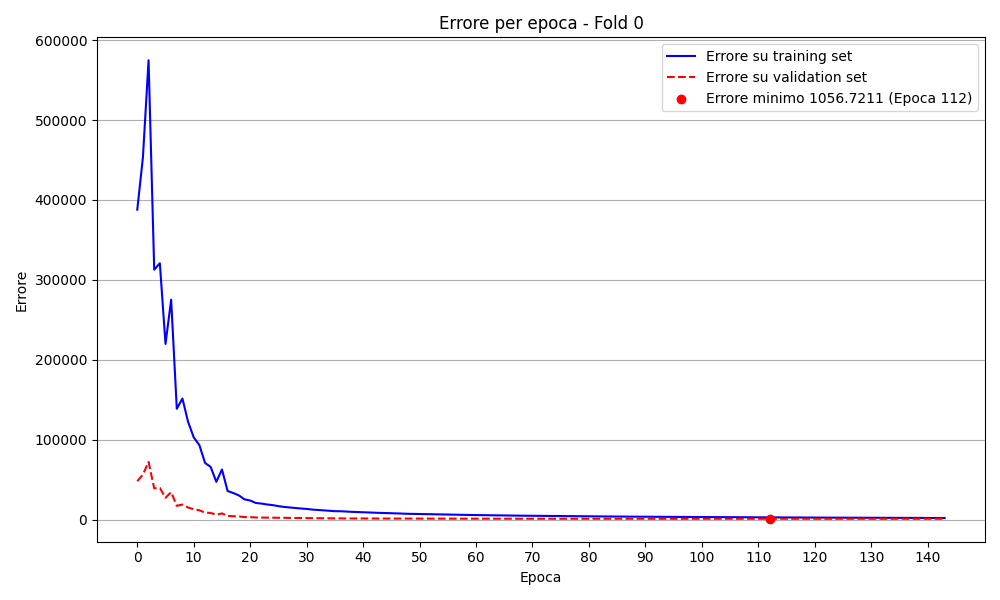 Errore per epoca - Fold 0
Errore su training set
Errore su validation set
Errore minimo 1056.7211 (Epoca 112)
600000
500000
400000
300000
200000
100000
0
Errore
0 10 20 30 40 50 60 70 80 90 100 110 120 130 140
Epoca